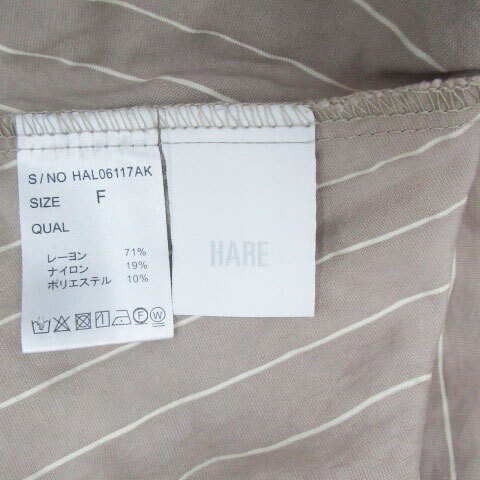 S/NO HAL06117AK
SIZE F
QUAL
レーヨン 71%
ナイロン 19%
ポリエステル 10%
HARE